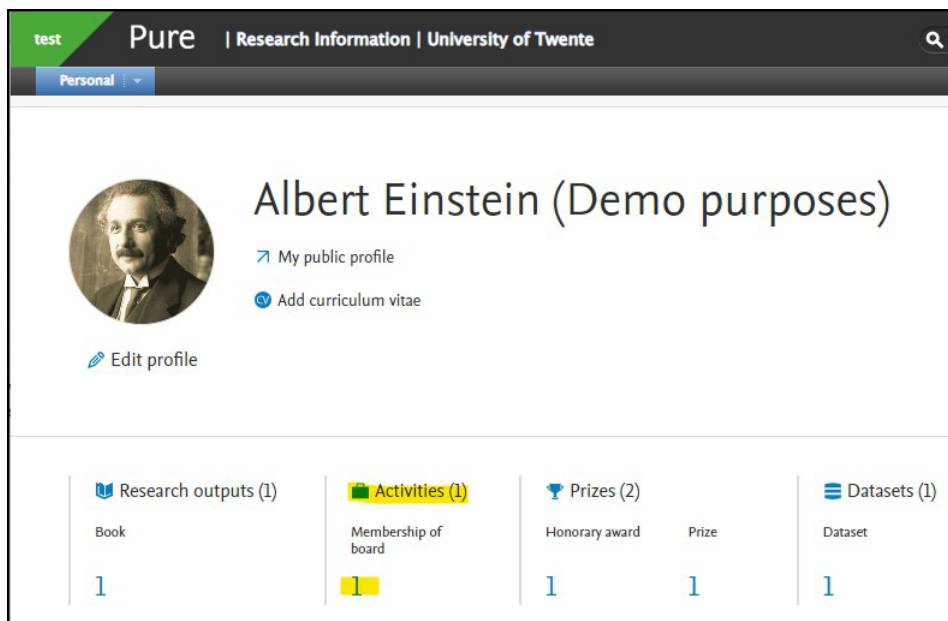 test Pure | Research Information | University of Twente
Personal
Albert Einstein (Demo purposes)
My public profile
CV Add curriculum vitae
Edit profile
Research outputs (1) Activities (1) Prizes (2) Datasets (1)
Book Membership of board Honorary award Prize Dataset
1 1 1 1 1